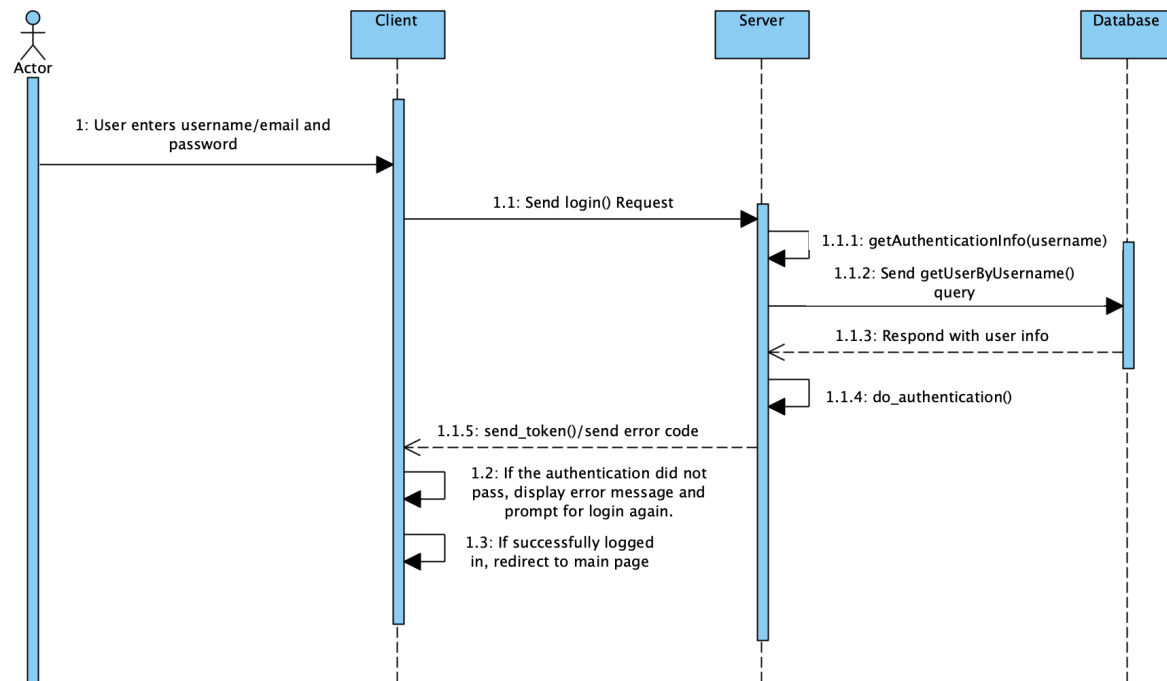 Client
Server
Database
Actor
1: User enters username/email and
password
1.1: Send login() Request
1.1.1: getAuthenticationInfo(username)
1.1.2: Send getUserByUsername()
query
1.1.3: Respond with user info
1.1.4: do_authentication()
1.1.5: send_token()/send error code
1.2: If the authentication did not
pass, display error message and
prompt for login again.
1.3: If successfully logged
in, redirect to main page